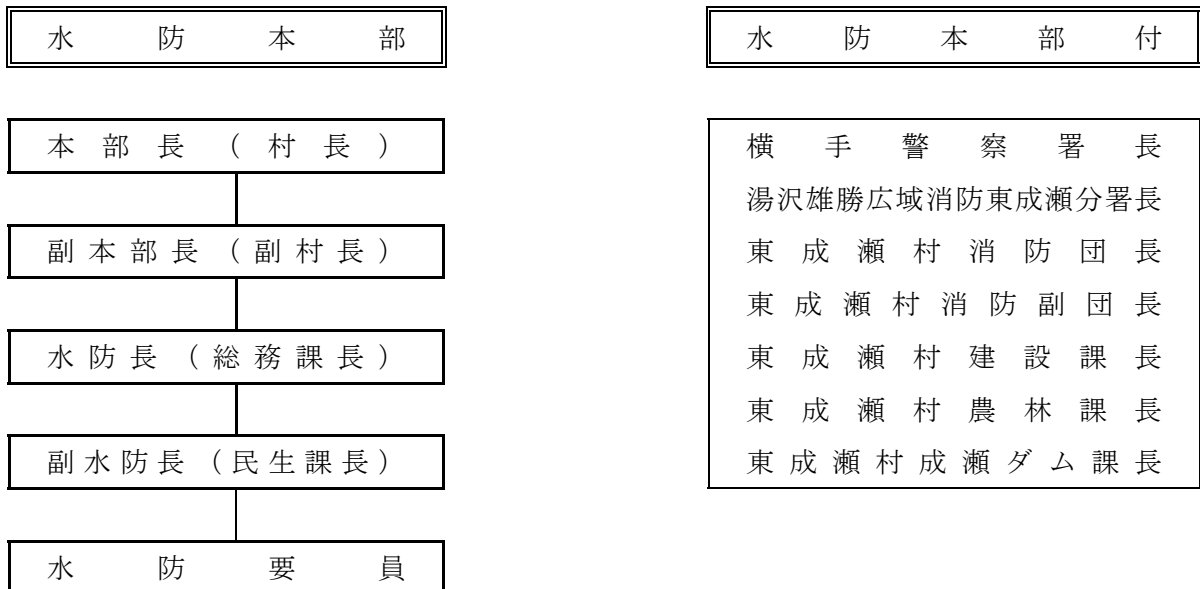 水防本部
本部長（村長）
副本部長（副村長）
水防長（総務課長）
副水防長（民生課長）
水防要員
水防本部付
横手警察署長
湯沢雄勝広域消防東成瀬分署長
東成瀬村消防団長
東成瀬村消防副団長
東成瀬村建設課長
東成瀬村農林課長
東成瀬村成瀬ダム課長